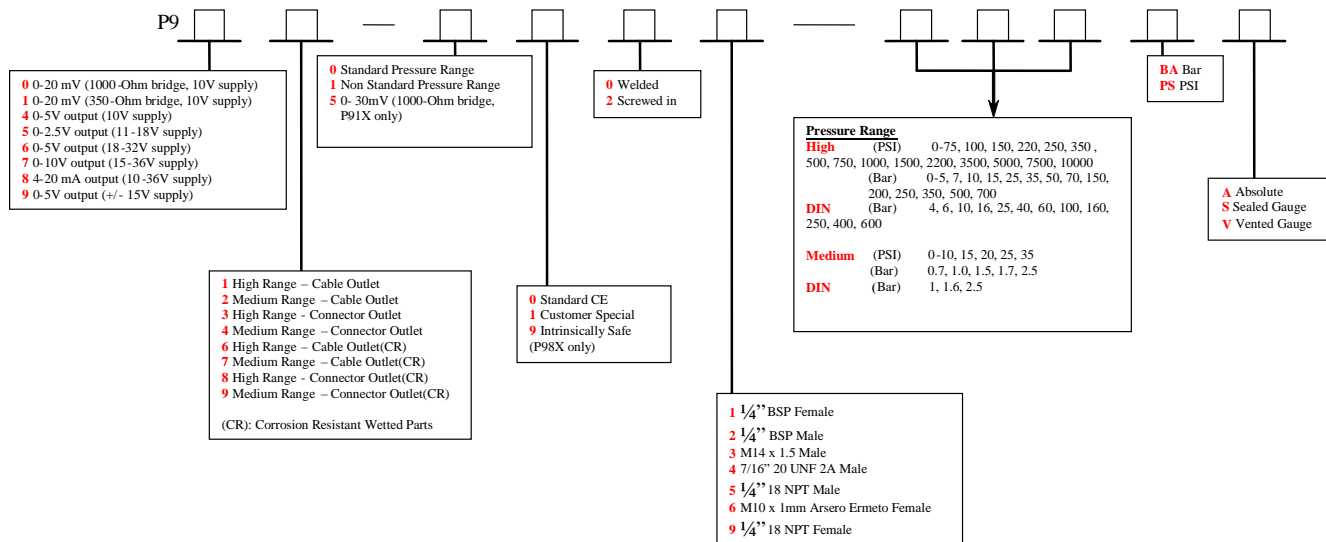 P9
0 0-20 mV (1000-Ohm bridge, 10V supply)
1 0-20 mV (350-Ohm bridge, 10V supply)
4 0-5V output (10V supply)
5 0-2.5V output (11-18V supply)
6 0-5V output (18-32V supply)
7 0-10V output (15-36V supply)
8 4-20 mA output (10-36V supply)
9 0-5V output (+/- 15V supply)
0 Standard Pressure Range
1 Non Standard Pressure Range
5 0- 30mV (1000-Ohm bridge,
P91X only)
0 Welded
2 Screwed in
BA Bar
PS PSI
Pressure Range
High (PSI) 0-75, 100, 150, 220, 250, 350 ,
500, 750, 1000, 1500, 2200, 3500, 5000, 7500, 10000
(Bar) 0-5, 7, 10, 15, 25, 35, 50, 70, 150,
200, 250, 350, 500, 700
DIN (Bar) 4, 6, 10, 16, 25, 40, 60, 100, 160,
250, 400, 600
Medium (PSI) 0-10, 15, 20, 25, 35
(Bar) 0.7, 1.0, 1.5, 1.7, 2.5
DIN (Bar) 1, 1.6, 2.5
A Absolute
S Sealed Gauge
V Vented Gauge
1 High Range – Cable Outlet
2 Medium Range – Cable Outlet
3 High Range - Connector Outlet
4 Medium Range – Connector Outlet
6 High Range – Cable Outlet(CR)
7 Medium Range – Cable Outlet(CR)
8 High Range - Connector Outlet(CR)
9 Medium Range – Connector Outlet(CR)
(CR): Corrosion Resistant Wetted Parts
0 Standard CE
1 Customer Special
9 Intrinsically Safe
(P98X only)
1 ¼” BSP Female
2 ¼” BSP Male
3 M14 x 1.5 Male
4 7/16” 20 UNF 2A Male
5 ¼” 18 NPT Male
6 M10 x 1mm Arsero Ermeto Female
9 ¼” 18 NPT Female